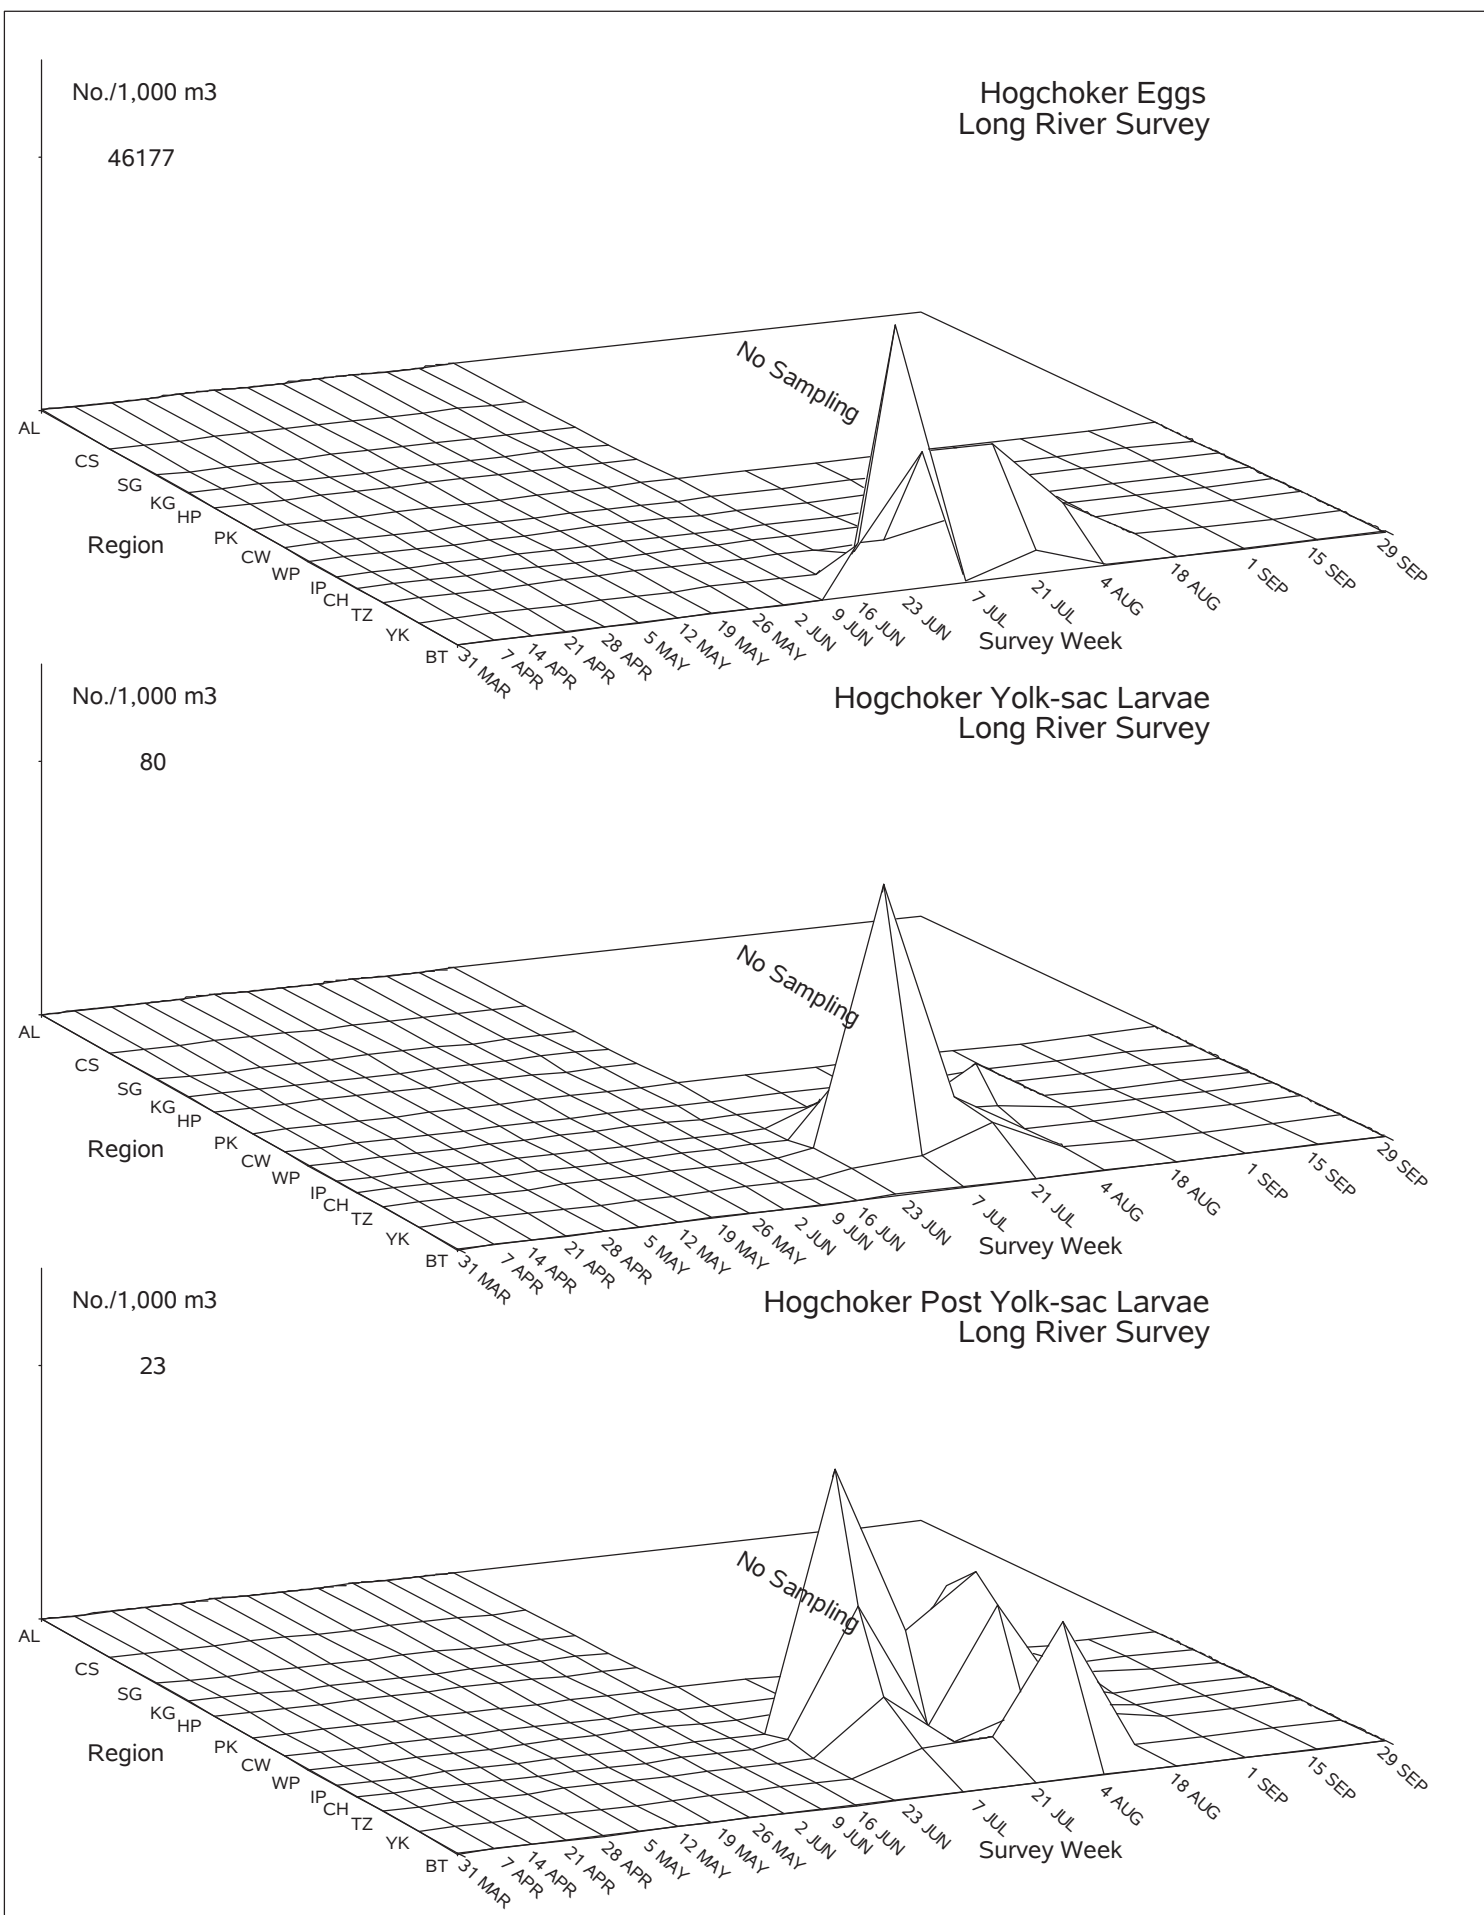 No./1,000 m3
Hogchoker Eggs
Long River Survey
46177
No Sampling
AL
CS
SG
KG
HP
PK
CW
WP
IP
CH
TZ
YK
BT
Region
31 MAR
7 APR
14 APR
21 APR
28 APR
5 MAY
12 MAY
19 MAY
26 MAY
2 JUN
9 JUN
16 JUN
23 JUN
7 JUL
21 JUL
4 AUG
18 AUG
1 SEP
15 SEP
29 SEP
Survey Week
No./1,000 m3
Hogchoker Yolk-sac Larvae
Long River Survey
80
No Sampling
AL
CS
SG
KG
HP
PK
CW
WP
IP
CH
TZ
YK
BT
Region
31 MAR
7 APR
14 APR
21 APR
28 APR
5 MAY
12 MAY
19 MAY
26 MAY
2 JUN
9 JUN
16 JUN
23 JUN
7 JUL
21 JUL
4 AUG
18 AUG
1 SEP
15 SEP
29 SEP
Survey Week
No./1,000 m3
Hogchoker Post Yolk-sac Larvae
Long River Survey
23
No Sampling
AL
CS
SG
KG
HP
PK
CW
WP
IP
CH
TZ
YK
BT
Region
31 MAR
7 APR
14 APR
21 APR
28 APR
5 MAY
12 MAY
19 MAY
26 MAY
2 JUN
9 JUN
16 JUN
23 JUN
7 JUL
21 JUL
4 AUG
18 AUG
1 SEP
15 SEP
29 SEP
Survey Week